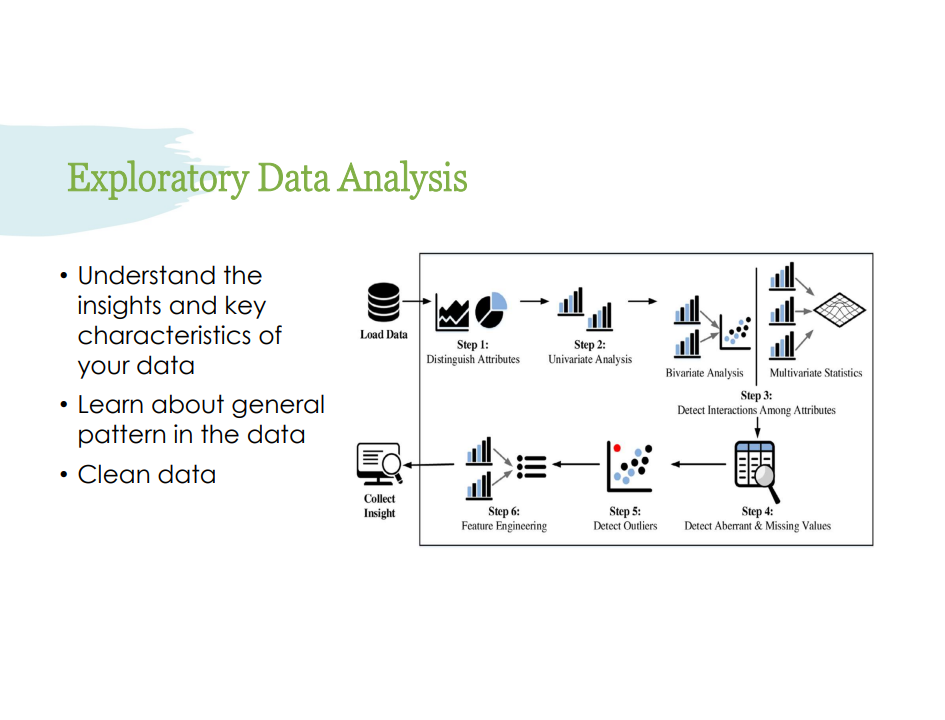 Exploratory Data Analysis
• Understand the
insights and key
characteristics of
your data
• Learn about general
pattern in the data
• Clean data
Load Data
Step 1:
Distinguish Attributes
Step 2:
Univariate Analysis
Bivariate Analysis
Multivariate Statistics
Step 3:
Detect Interactions Among Attributes
Step 4:
Detect Aberrant & Missing Values
Step 5:
Detect Outliers
Step 6:
Feature Engineering
Collect
Insight